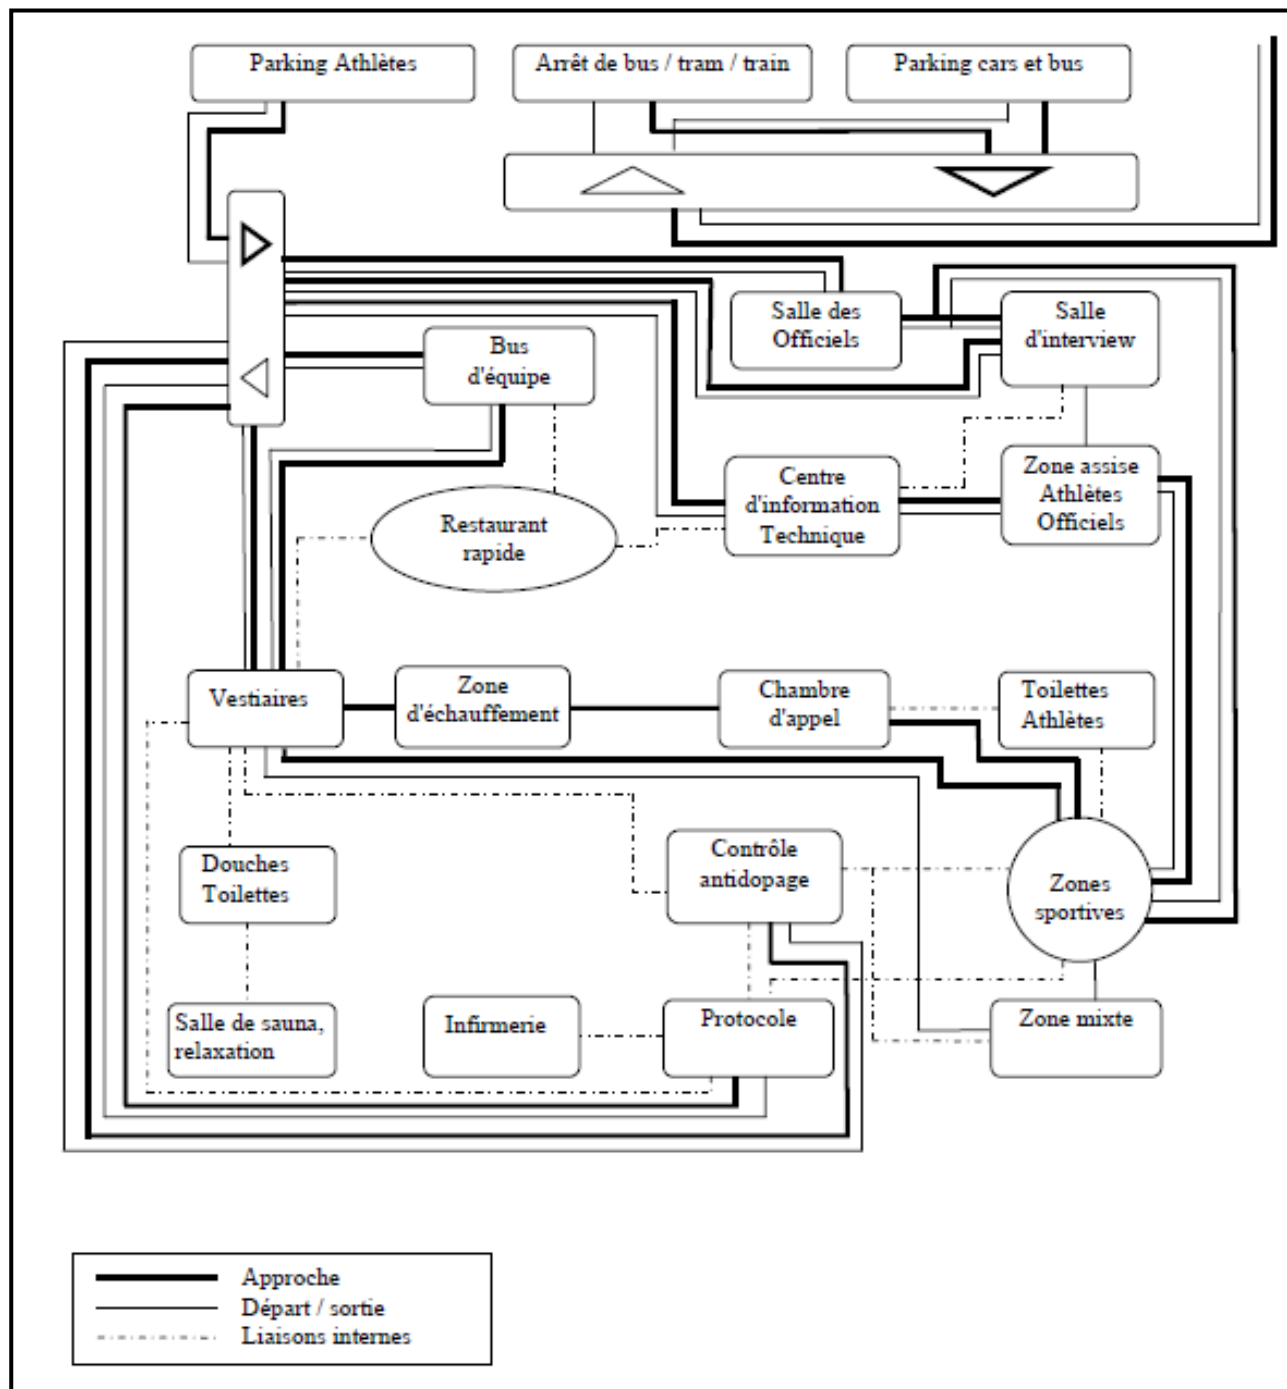 Parking Athlètes
Arrêt de bus / tram / train
Parking cars et bus
Salle des
Officiels
Salle
d'interview
Bus
d'équipe
Centre
d'information
Technique
Zone assise
Athlètes
Officiels
Restaurant
rapide
Vestiaires
Zone
d'échauffement
Chambre
d'appel
Toilettes
Athlètes
Douches
Toilettes
Contrôle
antidopage
Zones
sportives
Salle de sauna,
relaxation
Infirmerie
Protocole
Zone mixte
Approche
Départ / sortie
Liaisons internes